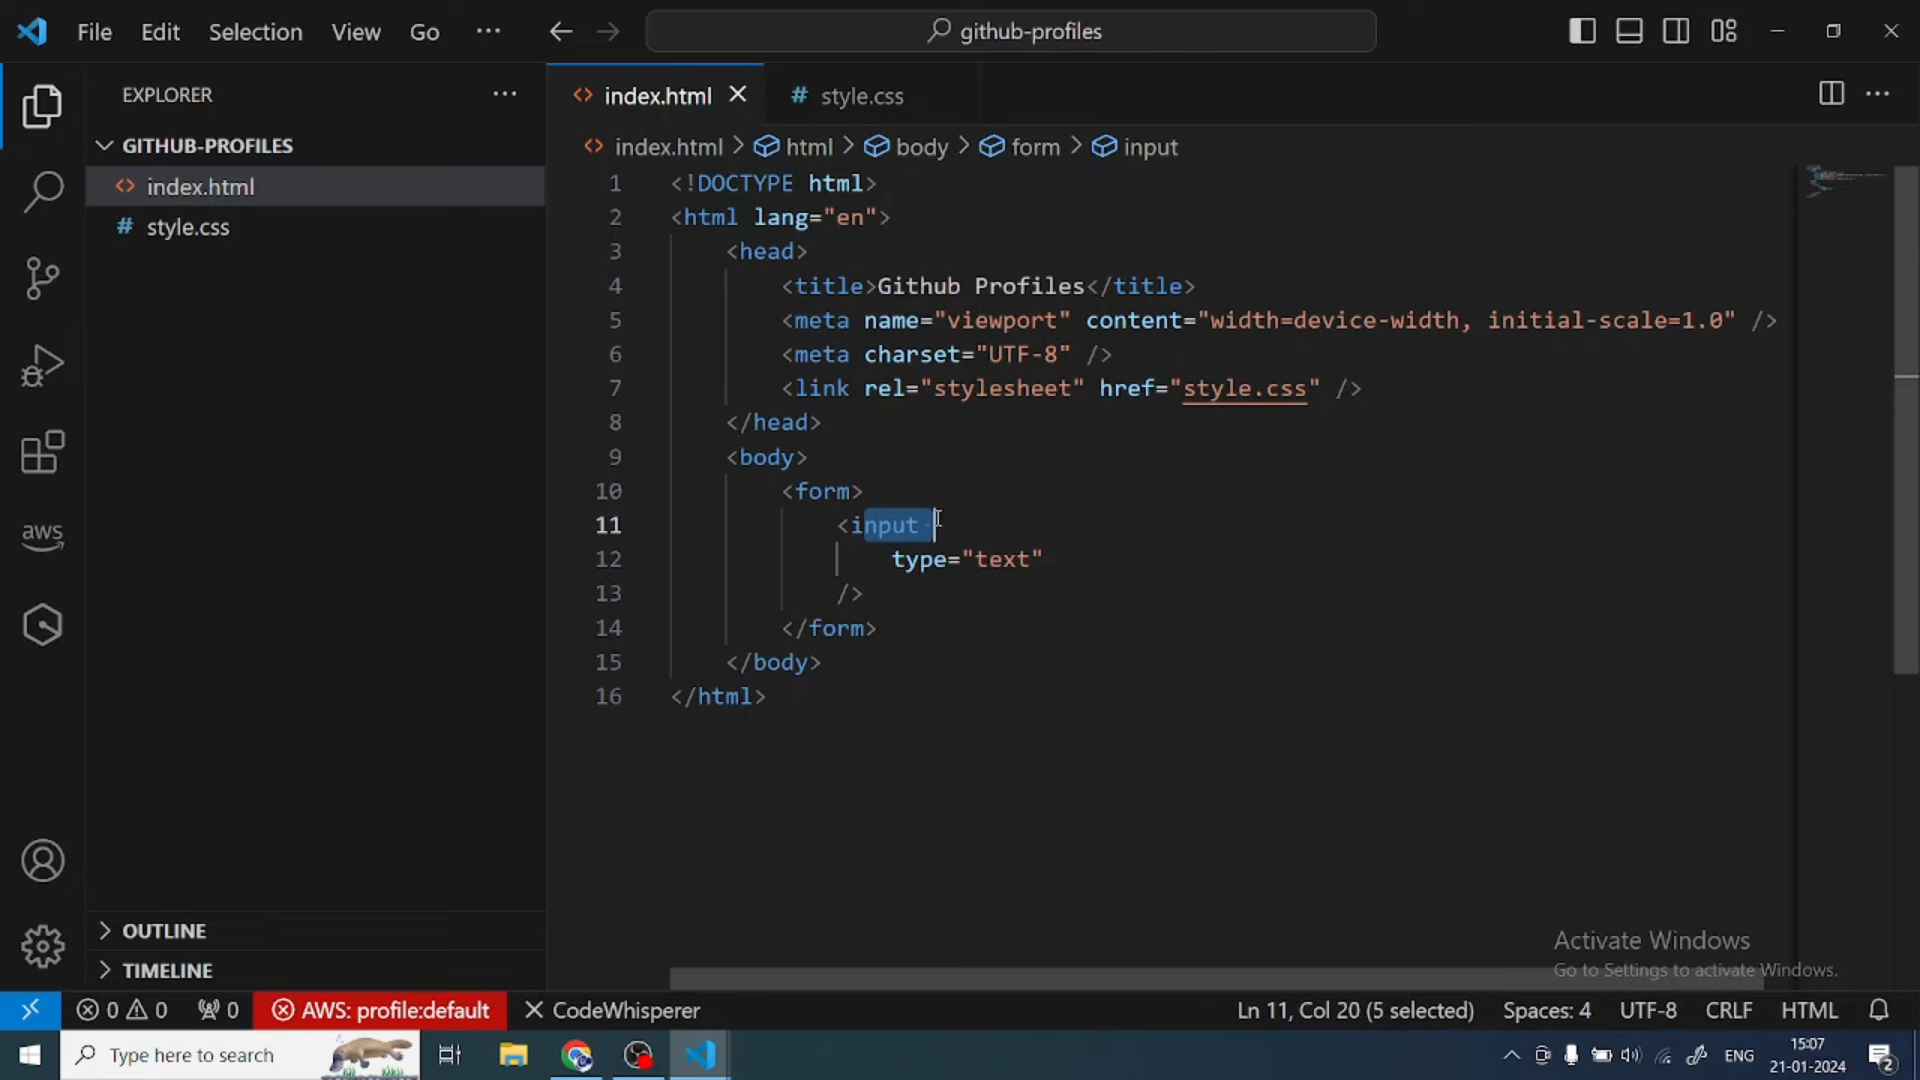 File Edit Selection View Go ··· github-profiles
EXPLORER ···
GITHUB-PROFILES
index.html
style.css
aws
OUTLINE
TIMELINE
index.html # style.css ···
index.html > html > body > form > input
1 <!DOCTYPE html>
2 <html lang="en">
3 <head>
4 <title>Github Profiles</title>
5 <meta name="viewport" content="width=device-width, initial-scale=1.0" />
6 <meta charset="UTF-8" />
7 <link rel="stylesheet" href="style.css" />
8 </head>
9 <body>
10 <form>
11 <input
12 type="text"
13 />
14 </form>
15 </body>
16 </html>
Activate Windows
Go to Settings to activate Windows.
0 0 0 AWS: profile:default CodeWhisperer Ln 11, Col 20 (5 selected) Spaces: 4 UTF-8 CRLF HTML
Type here to search ENG 15:07
21-01-2024 2